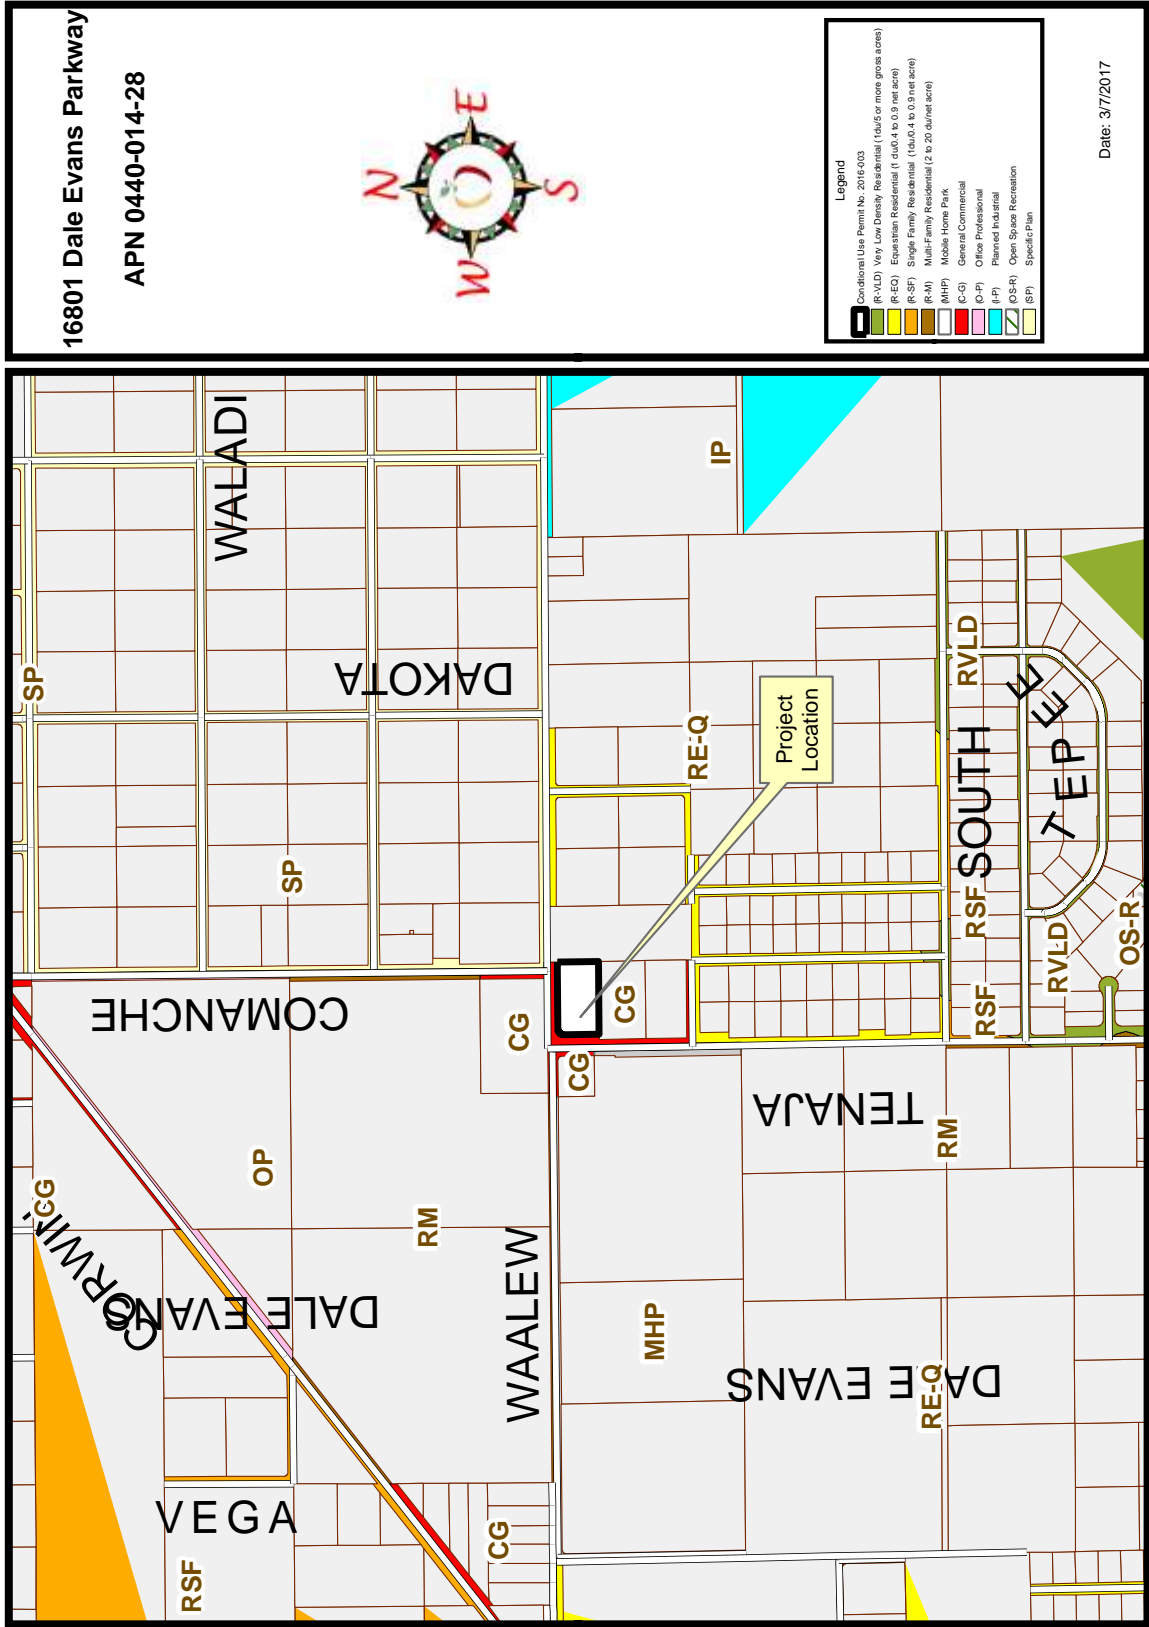 16801 Dale Evans Parkway
APN 0440-014-28
N
W
E
S
Legend
Conditional Use Permit No. 2016-003
(R-VLD) Very Low Density Residential (1du/5 or more gross acres)
(R-EQ) Equestrian Residential (1 du/0.4 to 0.9 net acre)
(R-SF) Single Family Residential (1du/0.4 to 0.9 net acre)
(R-M) Multi-Family Residential (2 to 20 du/net acre)
(MHP) Mobile Home Park
(C-G) General Commercial
(O-P) Office Professional
(I-P) Planned Industrial
(OS-R) Open Space Recreation
(SP) Specific Plan
Date: 3/7/2017
SP
WALADI
DAKOTA
SP
IP
RE-Q
Project
Location
RVLD
SOUTH
TEPEE
RSF
RSF
RVLD
OS-R
COMANCHE
CG
CG
CG
TENAJA
RM
CG
CORWIN
OP
DALE EVANS
RM
WAALEW
MHP
DALE EVANS
RE-Q
VEGA
RSF
CG